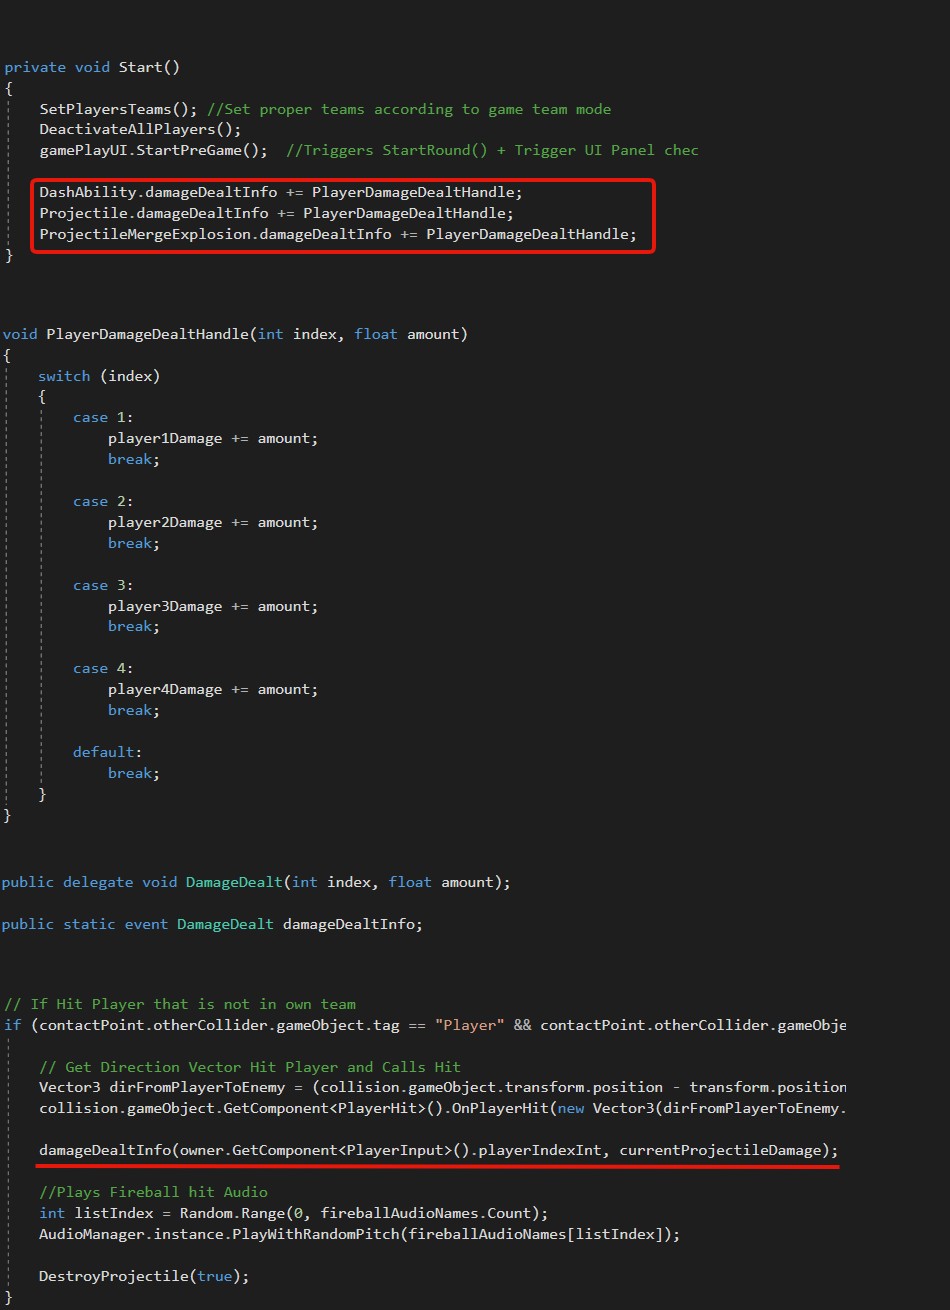 private void Start()
{
SetPlayersTeams(); //Set proper teams according to game team mode
DeactivateAllPlayers();
gamePlayUI.StartPreGame();  //Triggers StartRound() + Trigger UI Panel chec
DashAbility.damageDealtInfo += PlayerDamageDealtHandle;
Projectile.damageDealtInfo += PlayerDamageDealtHandle;
ProjectileMergeExplosion.damageDealtInfo += PlayerDamageDealtHandle;
}
void PlayerDamageDealtHandle(int index, float amount)
{
switch (index)
{
case 1:
player1Damage += amount;
break;
case 2:
player2Damage += amount;
break;
case 3:
player3Damage += amount;
break;
case 4:
player4Damage += amount;
break;
default:
break;
}
}
public delegate void DamageDealt(int index, float amount);
public static event DamageDealt damageDealtInfo;
// If Hit Player that is not in own team
if (contactPoint.otherCollider.gameObject.tag == "Player" && contactPoint.otherCollider.gameObje
// Get Direction Vector Hit Player and Calls Hit
Vector3 dirFromPlayerToEnemy = (collision.gameObject.transform.position - transform.position
collision.gameObject.GetComponent<PlayerHit>().OnPlayerHit(new Vector3(dirFromPlayerToEnemy.
damageDealtInfo(owner.GetComponent<PlayerInput>().playerIndexInt, currentProjectileDamage);
//Plays Fireball hit Audio
int listIndex = Random.Range(0, fireballAudioNames.Count);
AudioManager.instance.PlayWithRandomPitch(fireballAudioNames[listIndex]);
DestroyProjectile(true);
}